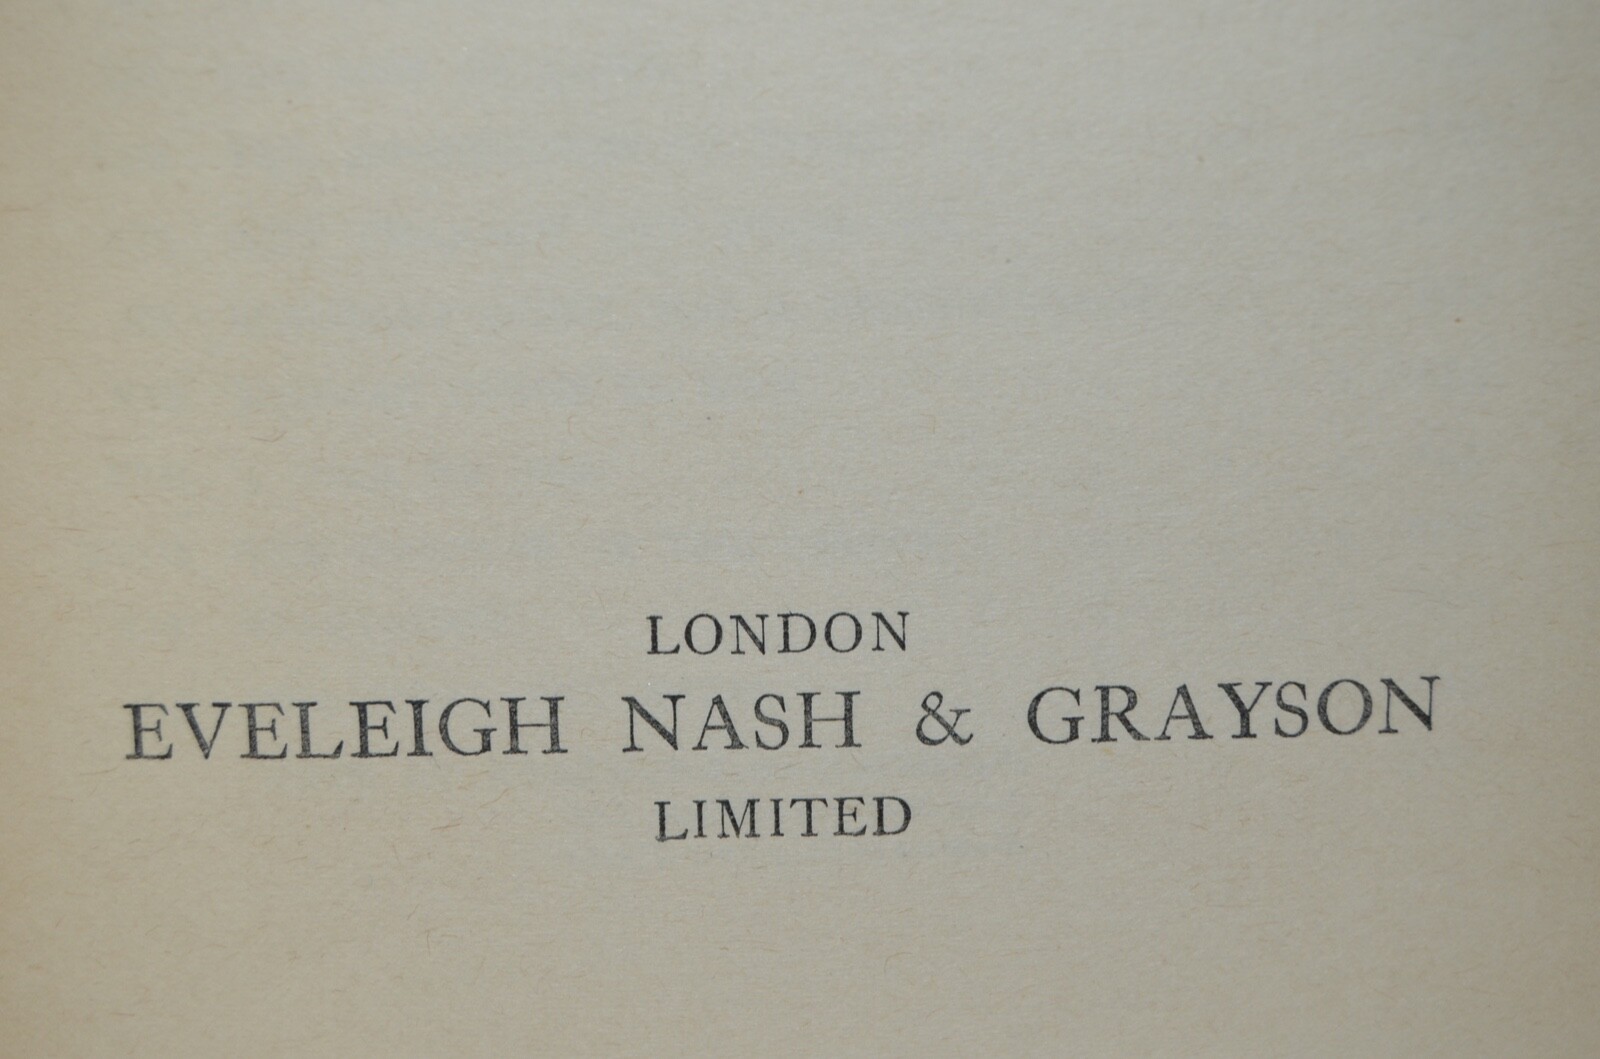 LONDON
EVELEIGH NASH & GRAYSON
LIMITED